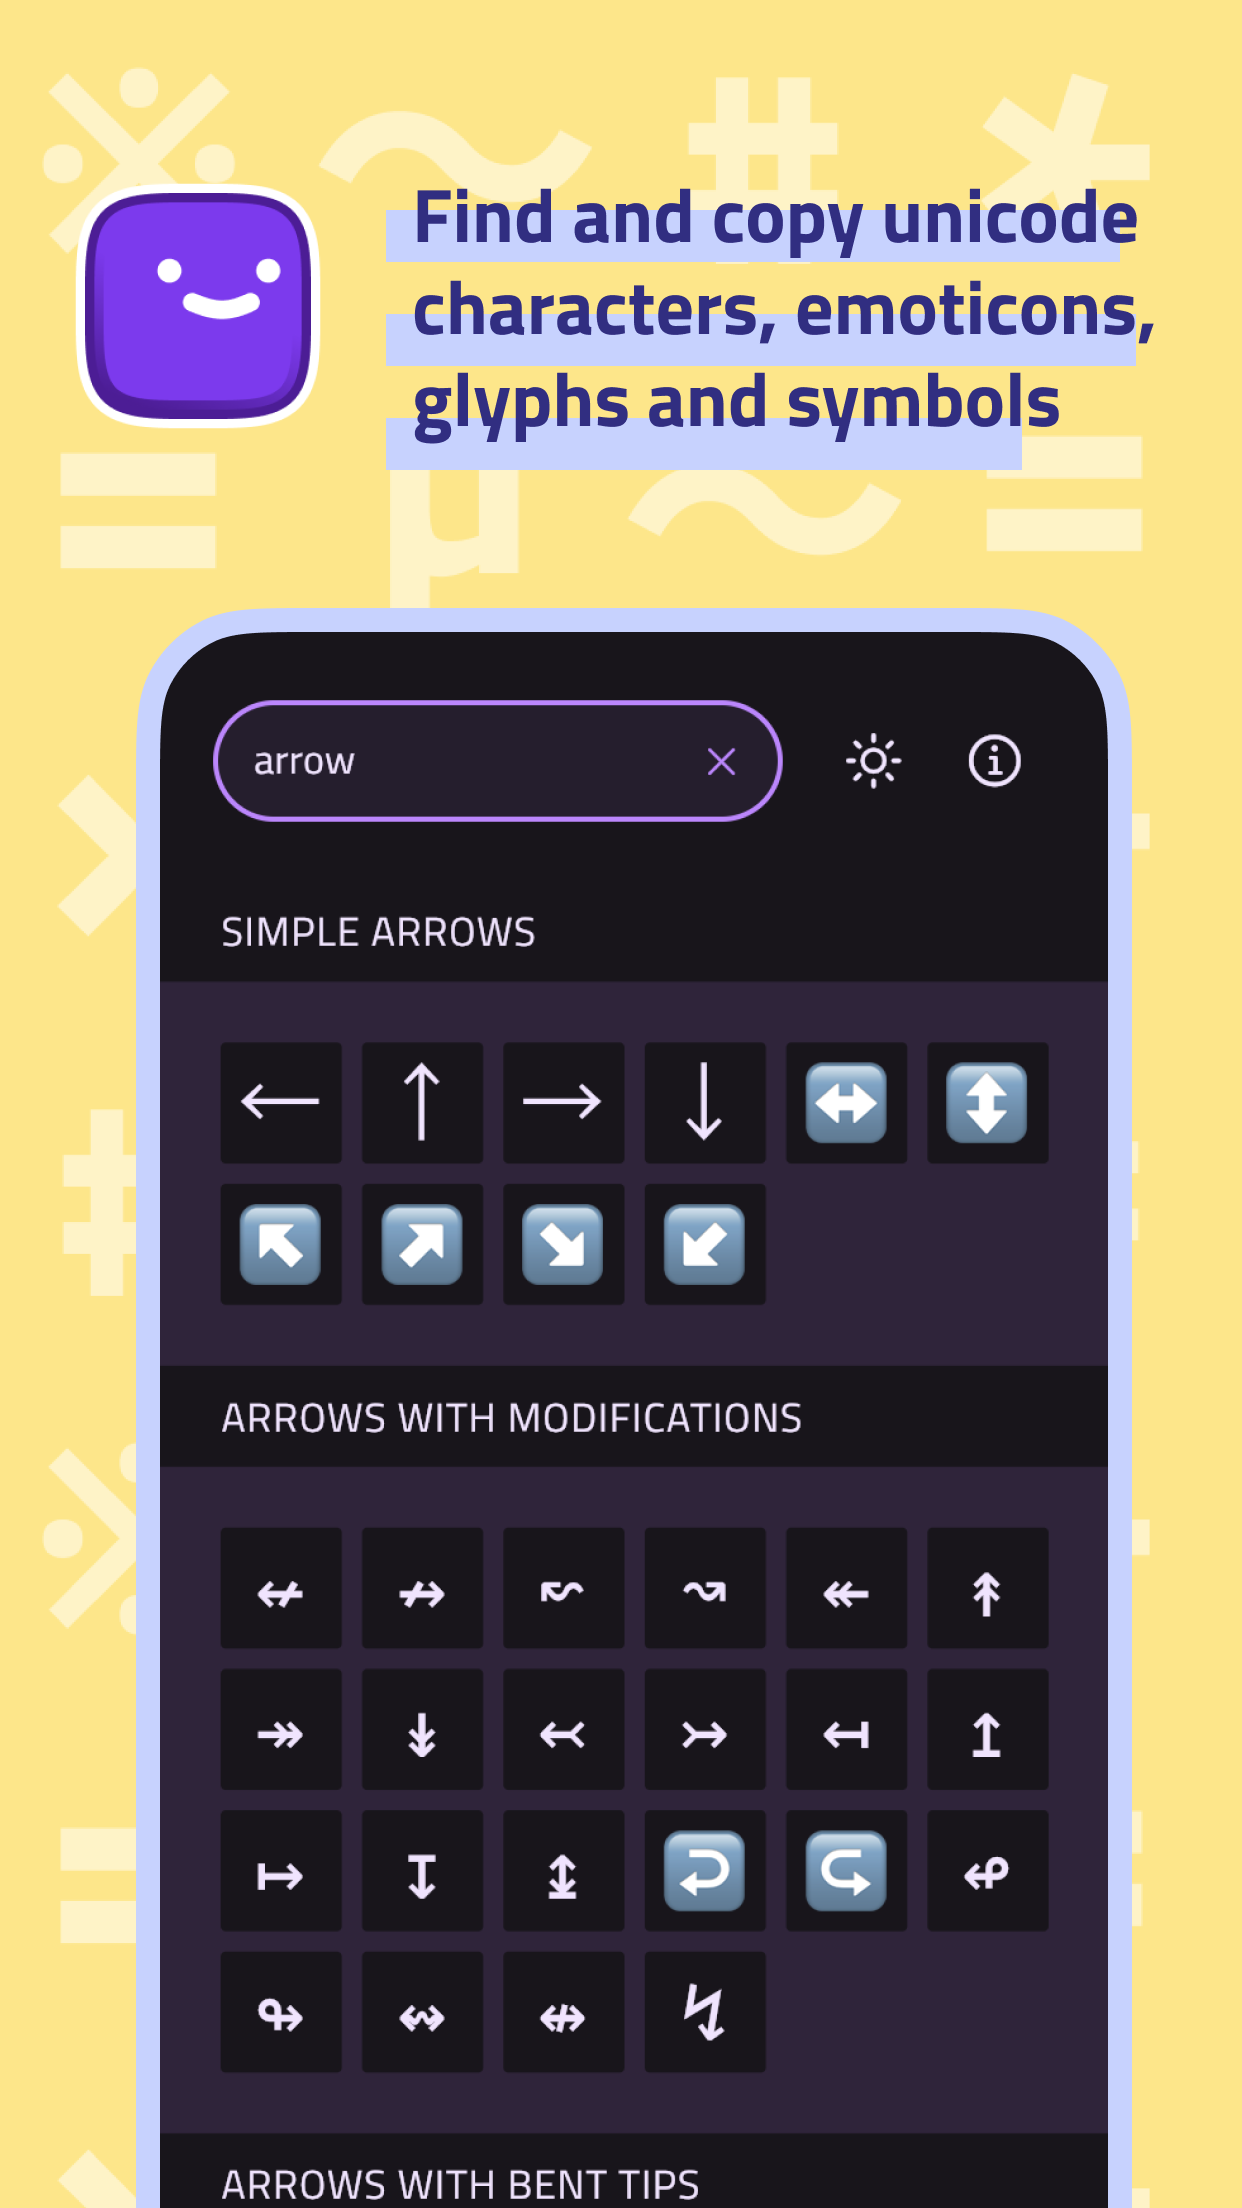 Find and copy unicode
characters, emoticons,
glyphs and symbols
arrow
SIMPLE ARROWS
← ↑ → ↓ ↔️ ↕️
↖️ ↗️ ↘️ ↙️
ARROWS WITH MODIFICATIONS
↚ ↛ ↜ ↝ ↞ ↟
↠ ↡ ↢ ↣ ↤ ↥
↦ ↧ ↨ ↩️ ↪️ ↫
↬ ↭ ↮ ↯
ARROWS WITH BENT TIPS